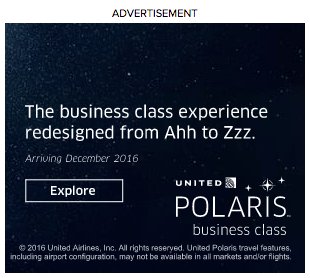 ADVERTISEMENT
The business class experience
redesigned from Ahh to Zzz.
Arriving December 2016
Explore
UNITED
POLARIS
business class
© 2016 United Airlines, Inc. All rights reserved. United Polaris travel features,
including airport configuration, may not be available in all markets and/or flights.